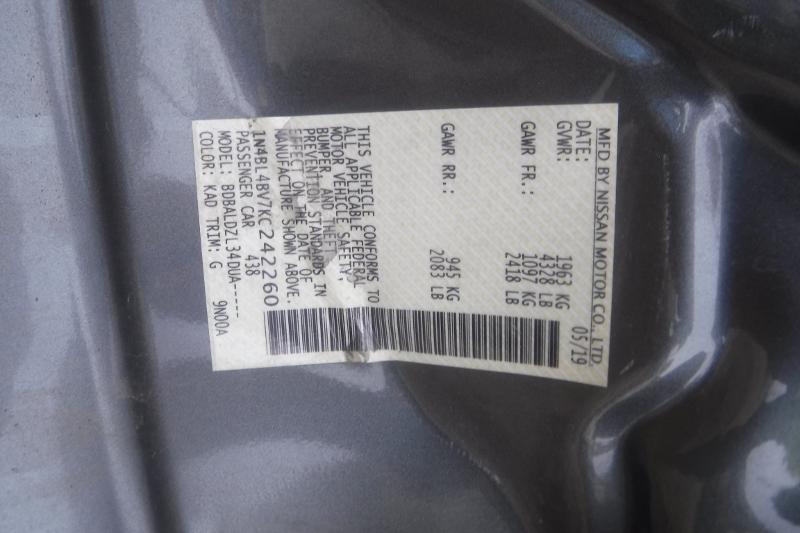 MFD BY NISSAN MOTOR CO., LTD.
DATE: 05/19
GVWR: 1963 KG
4328 LB
GAWR FR.: 1097 KG
2418 LB
GAWR RR.: 945 KG
2083 LB
THIS VEHICLE CONFORMS TO
ALL APPLICABLE FEDERAL
MOTOR VEHICLE SAFETY,
BUMPER, AND THEFT
PREVENTION STANDARDS IN
EFFECT ON THE DATE OF
MANUFACTURE SHOWN ABOVE.
1N4BL4BV7KC242260
PASSENGER CAR 438
MODEL: BDBALDZL34DUA-----
COLOR: KAD TRIM: G 9N00A